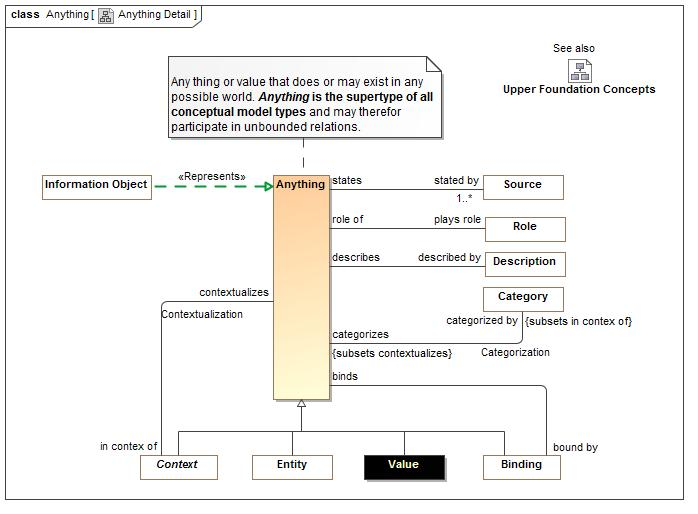 class Anything [ Anything Detail ]
See also
Upper Foundation Concepts
Any thing or value that does or may exist in any
possible world. Anything is the supertype of all
conceptual model types and may therefor
participate in unbounded relations.
Information Object
«Represents»
Anything
states
stated by
1..*
Source
role of
plays role
Role
describes
described by
Description
Category
contextualizes
Contextualization
categorized by
{subsets in contex of}
categorizes
{subsets contextualizes}
Categorization
binds
in contex of
bound by
Context
Entity
Value
Binding